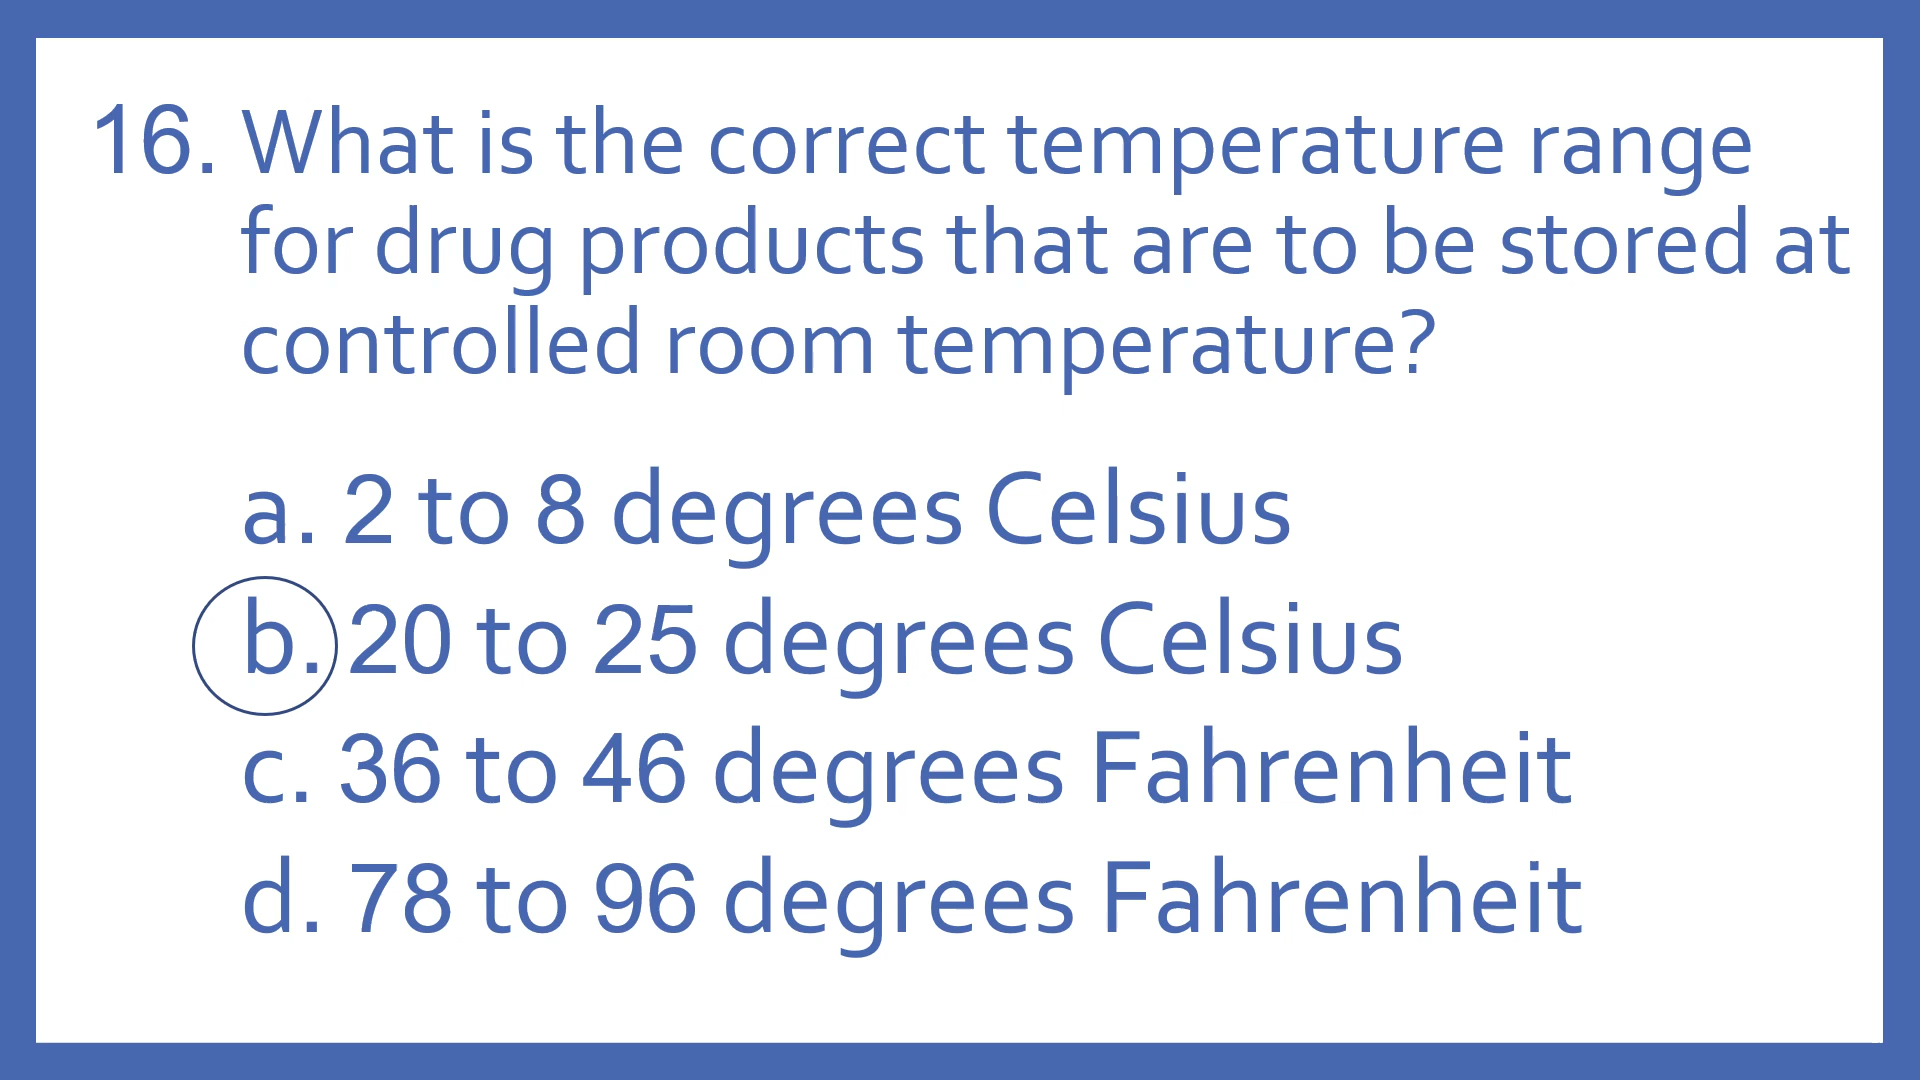 16. What is the correct temperature range
for drug products that are to be stored at
controlled room temperature?
a. 2 to 8 degrees Celsius
b. 20 to 25 degrees Celsius
c. 36 to 46 degrees Fahrenheit
d. 78 to 96 degrees Fahrenheit